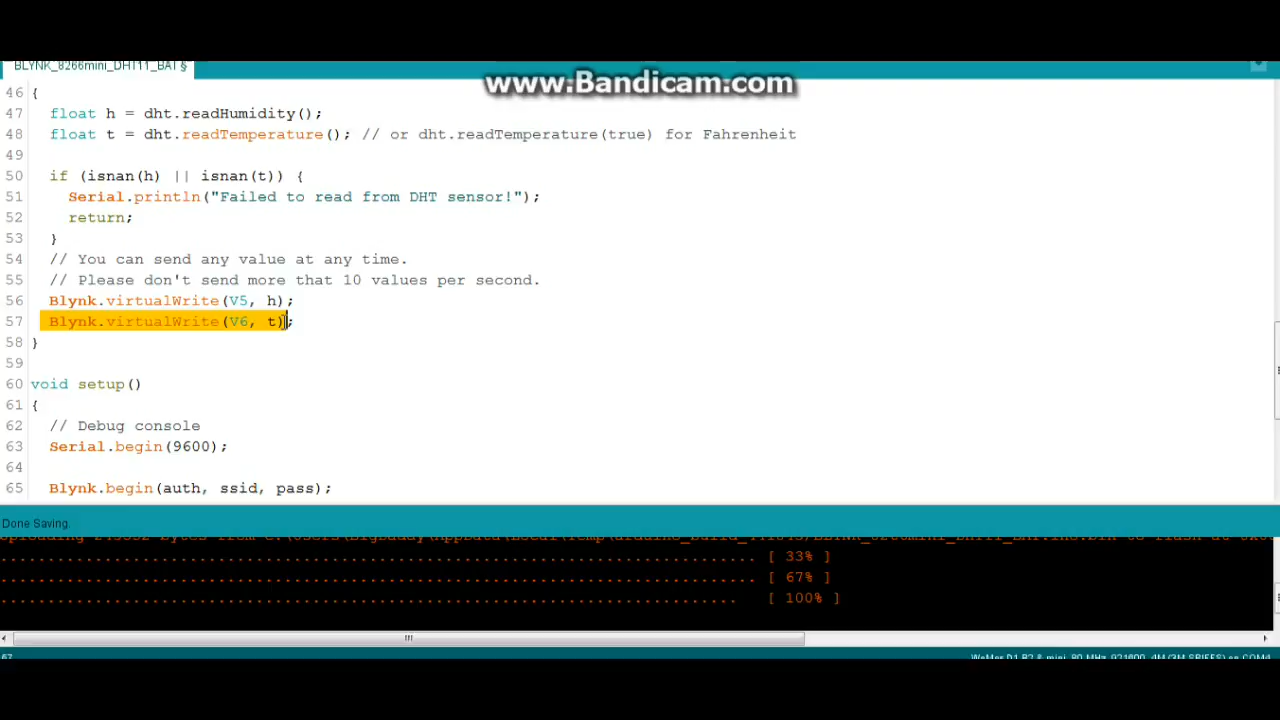 www.Bandicam.com
BLYNK_8266mini_DHT11_BAT §
46 {
47 float h = dht.readHumidity();
48 float t = dht.readTemperature(); // or dht.readTemperature(true) for Fahrenheit
49
50 if (isnan(h) || isnan(t)) {
51 Serial.println("Failed to read from DHT sensor!");
52 return;
53 }
54 // You can send any value at any time.
55 // Please don't send more that 10 values per second.
56 Blynk.virtualWrite(V5, h);
57 Blynk.virtualWrite(V6, t);
58 }
59
60 void setup()
61 {
62 // Debug console
63 Serial.begin(9600);
64
65 Blynk.begin(auth, ssid, pass);
Done Saving.
................................................................................ [ 33% ]
................................................................................ [ 67% ]
.............................................................................. [ 100% ]